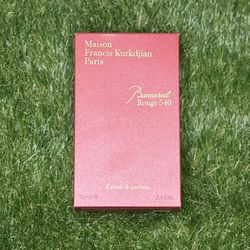 Maison
Francis Kurkdjian
Paris
Baccarat
Rouge 540
Extrait de parfum